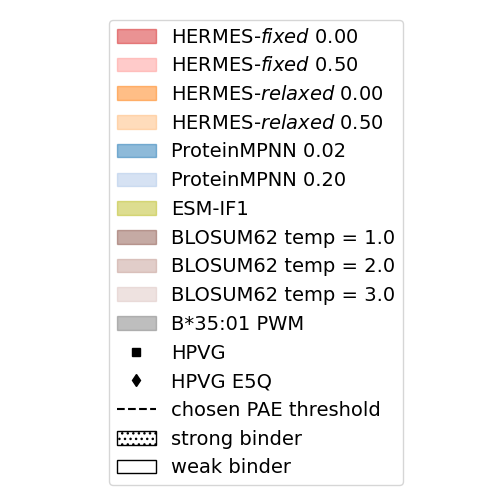 HERMES-fixed 0.00
HERMES-fixed 0.50
HERMES-relaxed 0.00
HERMES-relaxed 0.50
ProteinMPNN 0.02
ProteinMPNN 0.20
ESM-IF1
BLOSUM62 temp = 1.0
BLOSUM62 temp = 2.0
BLOSUM62 temp = 3.0
B*35:01 PWM
HPVG
HPVG E5Q
chosen PAE threshold
strong binder
weak binder